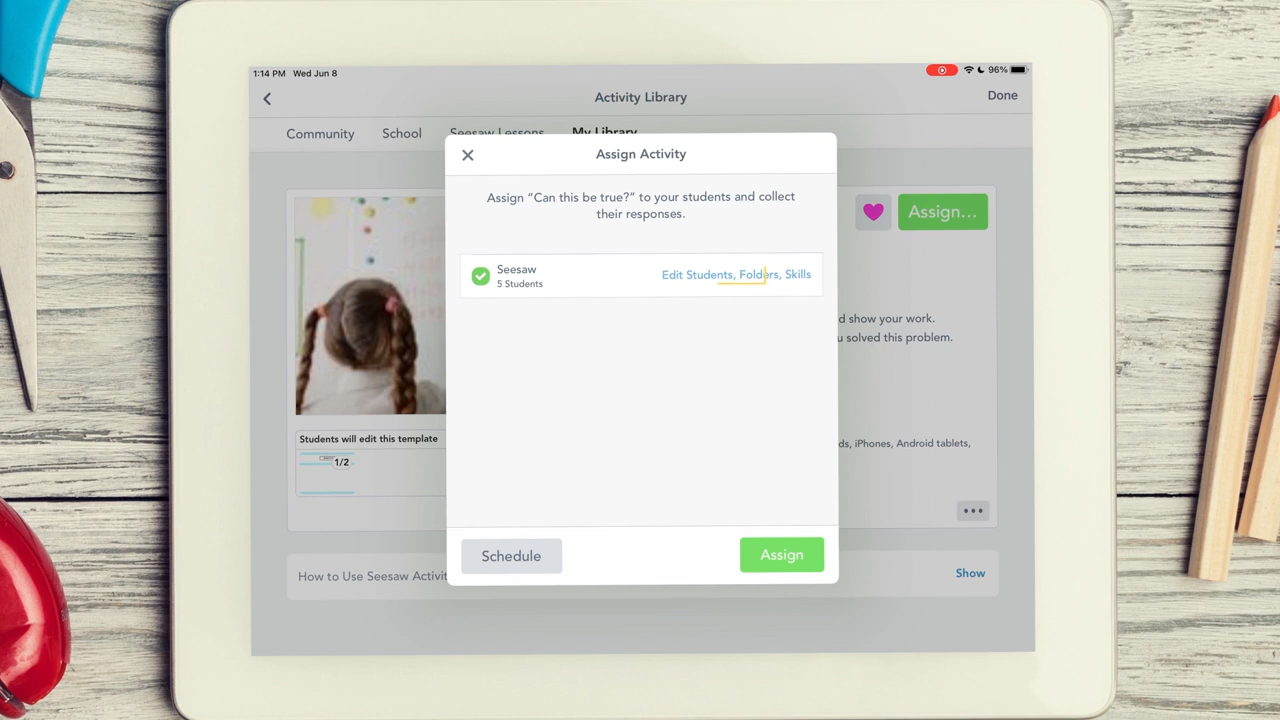 1:14 PM Wed Jun 8
96%
Activity Library
Done
Community School Seesaw Lessons My Library
Assign Activity
Assign “Can this be true?” to your students and collect
their responses.
Assign...
Seesaw
5 Students
Edit Students, Folders, Skills
d show your work.
u solved this problem.
Students will edit this template
1/2
ds, iPhones, Android tablets,
Schedule
Assign
How to Use Seesaw Activit
Show